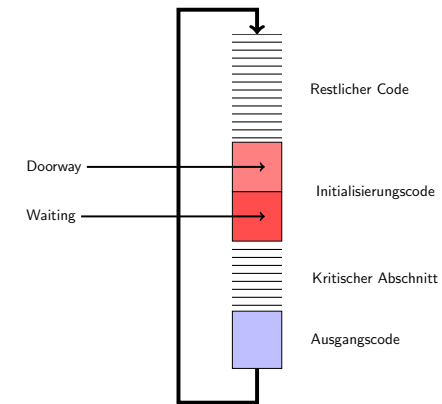 Restlicher Code
Doorway
Initialisierungscode
Waiting
Kritischer Abschnitt
Ausgangscode